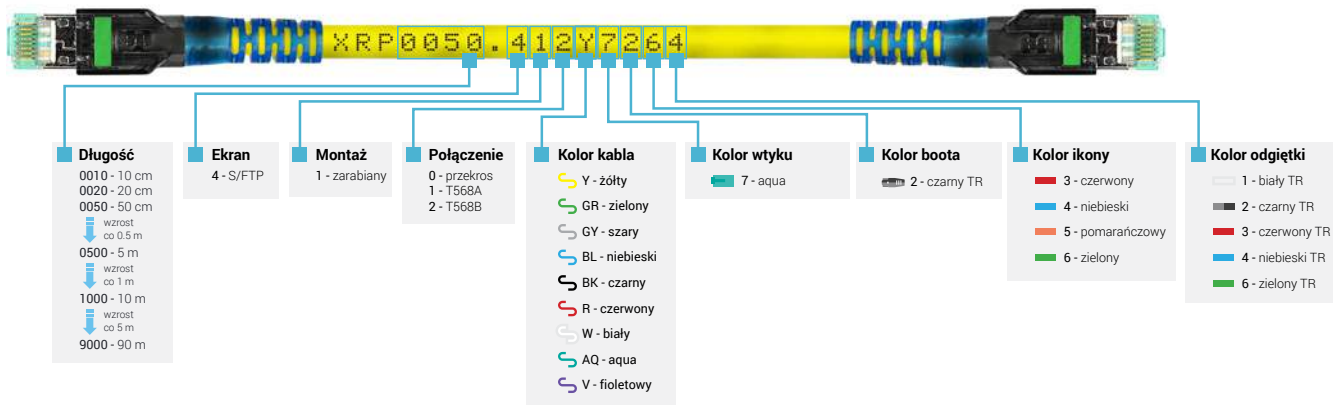 XRP0050.412Y7264
Długość
0010 - 10 cm
0020 - 20 cm
0050 - 50 cm
wzrost
co 0.5 m
0500 - 5 m
wzrost
co 1 m
1000 - 10 m
wzrost
co 5 m
9000 - 90 m
Ekran
4 - S/FTP
Montaż
1 - zarabiany
Połączenie
0 - przekros
1 - T568A
2 - T568B
Kolor kabla
Y - żółty
GR - zielony
GY - szary
BL - niebieski
BK - czarny
R - czerwony
W - biały
AQ - aqua
V - fioletowy
Kolor wtyku
7 - aqua
Kolor boota
2 - czarny TR
Kolor ikony
3 - czerwony
4 - niebieski
5 - pomarańczowy
6 - zielony
Kolor odgiętki
1 - biały TR
2 - czarny TR
3 - czerwony TR
4 - niebieski TR
6 - zielony TR